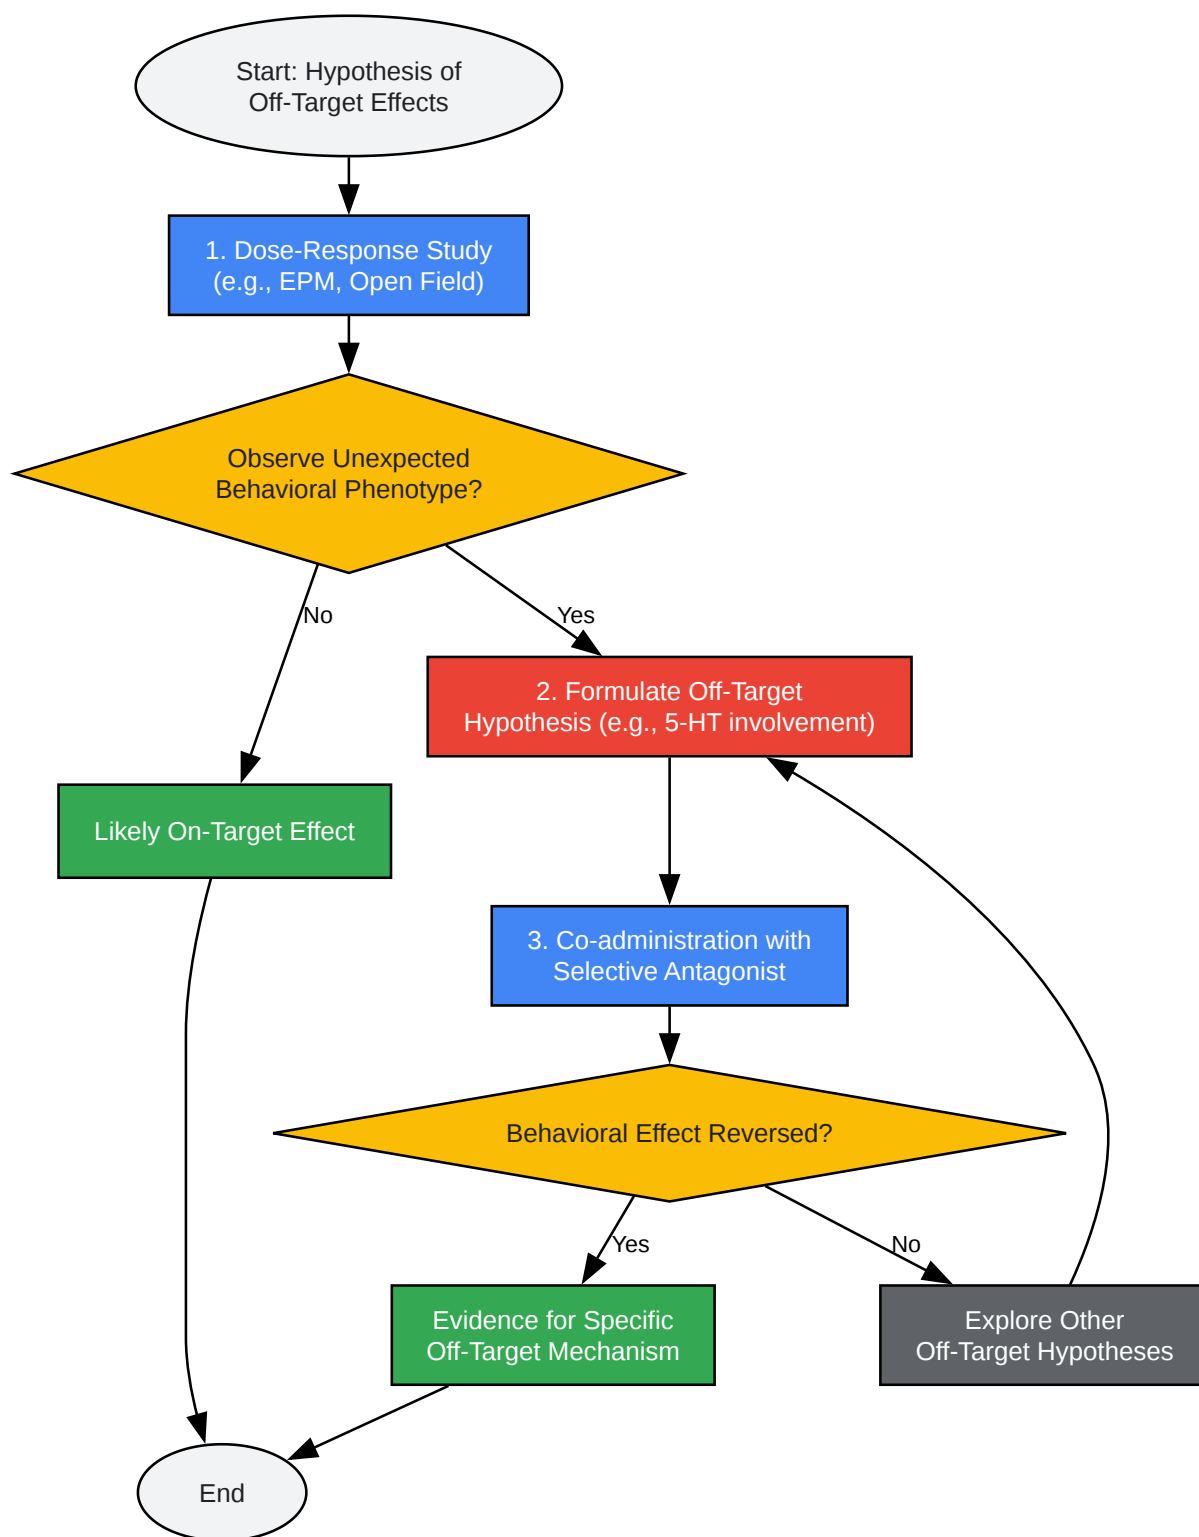 Start: Hypothesis of
Off-Target Effects
1. Dose-Response Study
(e.g., EPM, Open Field)
Observe Unexpected
Behavioral Phenotype?
No
Yes
2. Formulate Off-Target
Hypothesis (e.g., 5-HT involvement)
Likely On-Target Effect
3. Co-administration with
Selective Antagonist
Behavioral Effect Reversed?
Yes
No
Evidence for Specific
Off-Target Mechanism
Explore Other
Off-Target Hypotheses
End